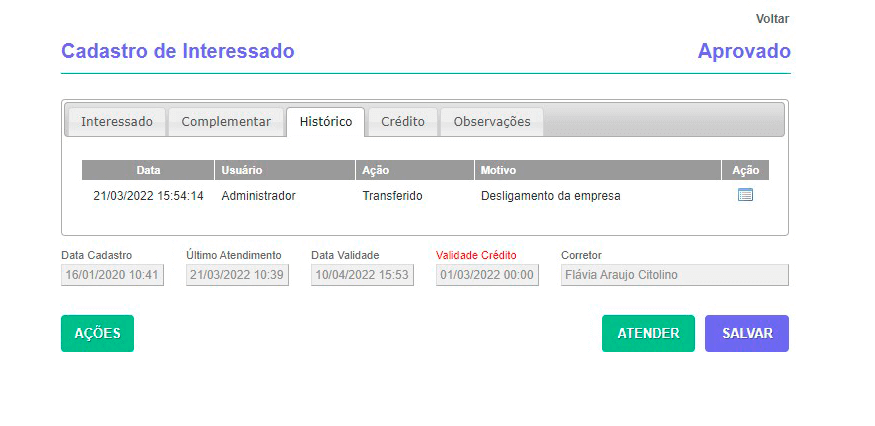 Voltar
Cadastro de Interessado Aprovado
Interessado Complementar Histórico Crédito Observações
Data Usuário Ação Motivo Ação
21/03/2022 15:54:14 Administrador Transferido Desligamento da empresa
Data Cadastro Último Atendimento Data Validade Validade Crédito Corretor
16/01/2020 10:41 21/03/2022 10:39 10/04/2022 15:53 01/03/2022 00:00 Flávia Araujo Citolino
AÇÕES ATENDER SALVAR